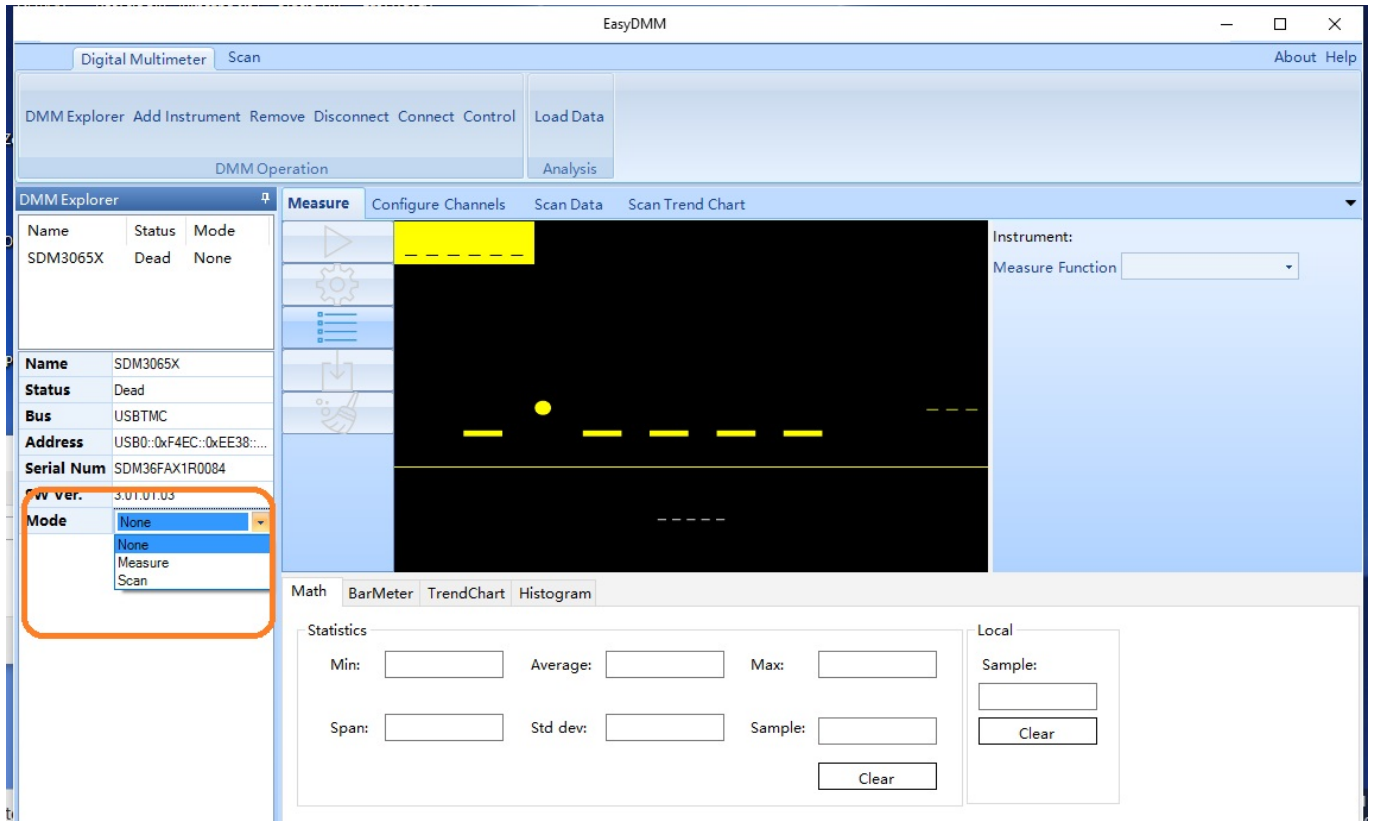 EasyDMM
Digital Multimeter Scan About Help
DMM Explorer Add Instrument Remove Disconnect Connect Control Load Data
DMM Operation Analysis
DMM Explorer
Measure Configure Channels Scan Data Scan Trend Chart
Name Status Mode
SDM3065X Dead None
Instrument:
Measure Function
Name SDM3065X
Status Dead
Bus USBTMC
Address USB0::0xF4EC::0xEE38::...
Serial Num SDM36FAX1R0084
SW Ver. 3.01.01.03
Mode None
None
Measure
Scan
Math BarMeter TrendChart Histogram
Statistics
Min: Average: Max:
Span: Std dev: Sample:
Clear
Local
Sample:
Clear